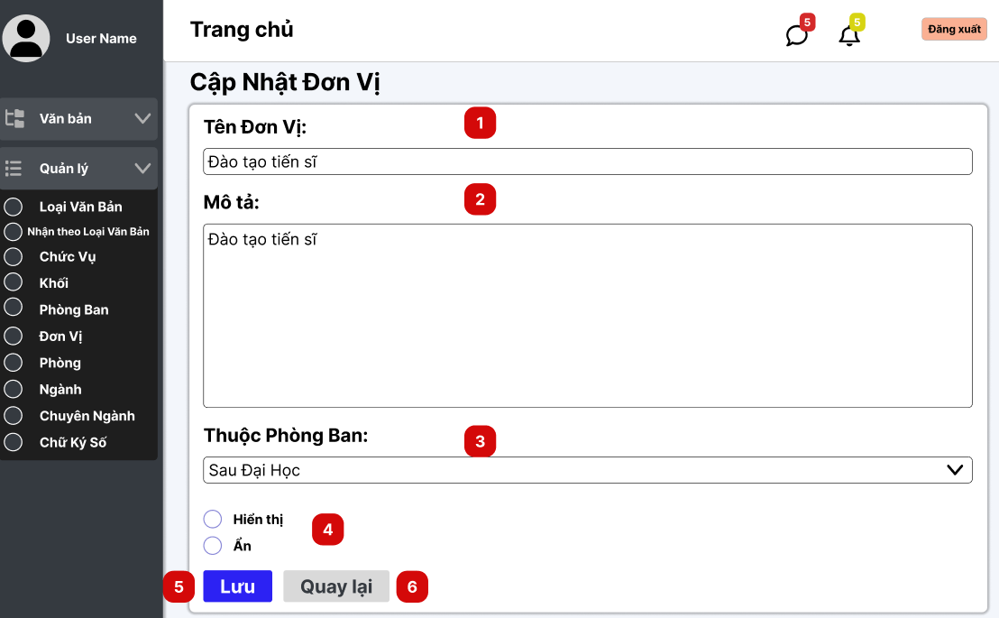 User Name
Văn bản
Quản lý
Loại Văn Bản
Nhận theo Loại Văn Bản
Chức Vụ
Khối
Phòng Ban
Đơn Vị
Phòng
Ngành
Chuyên Ngành
Chữ Ký Số
Trang chủ
5
5
Đăng xuất
Cập Nhật Đơn Vị
Tên Đơn Vị:
1
Đào tạo tiến sĩ
Mô tả:
2
Đào tạo tiến sĩ
Thuộc Phòng Ban:
3
Sau Đại Học
Hiển thị
4
Ẩn
5
Lưu
Quay lại
6